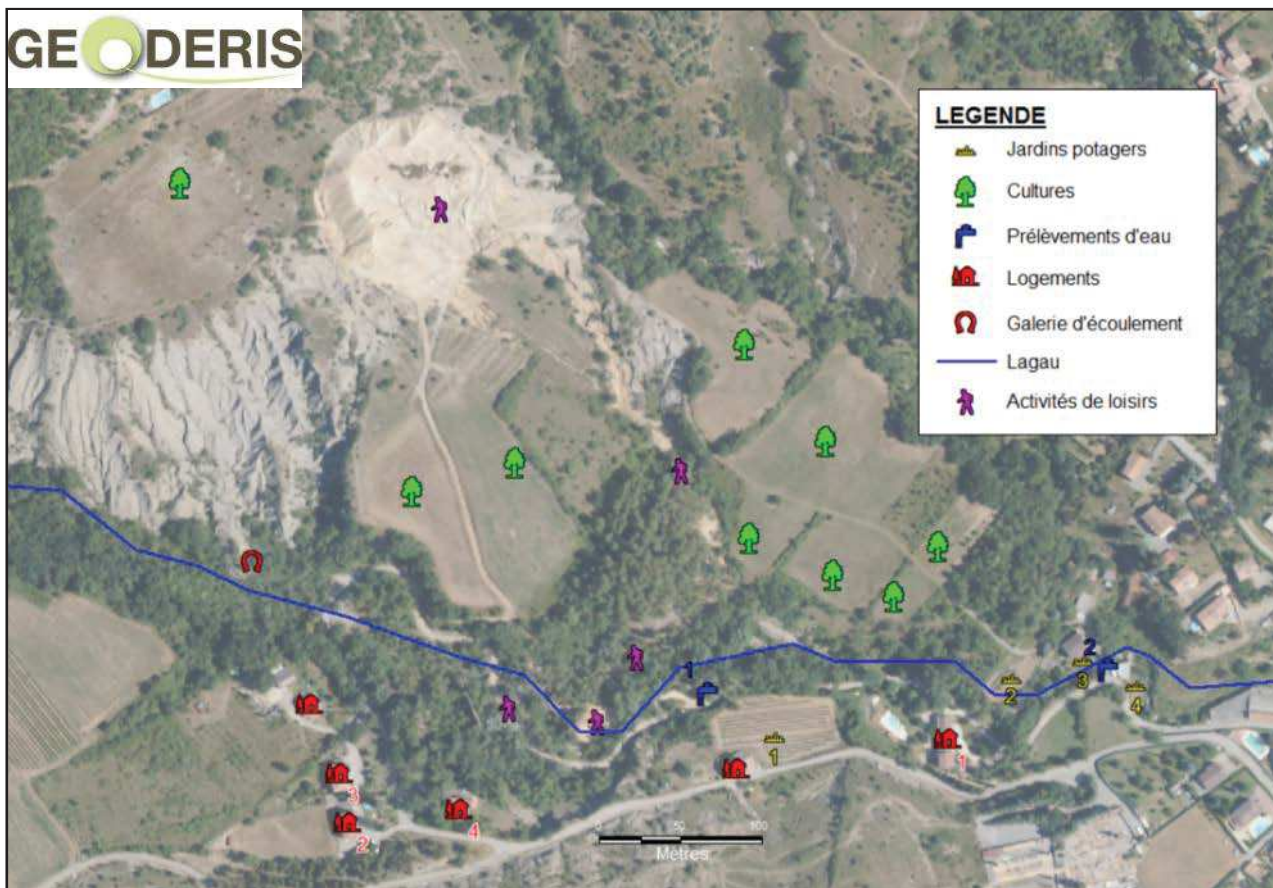 GEODERIS
LEGENDE
Jardins potagers
Cultures
Prélèvements d'eau
Logements
Galerie d'écoulement
Lagau
Activités de loisirs
1
2
2
3
4
1
1
3
2
4
0 50 100
Mètres